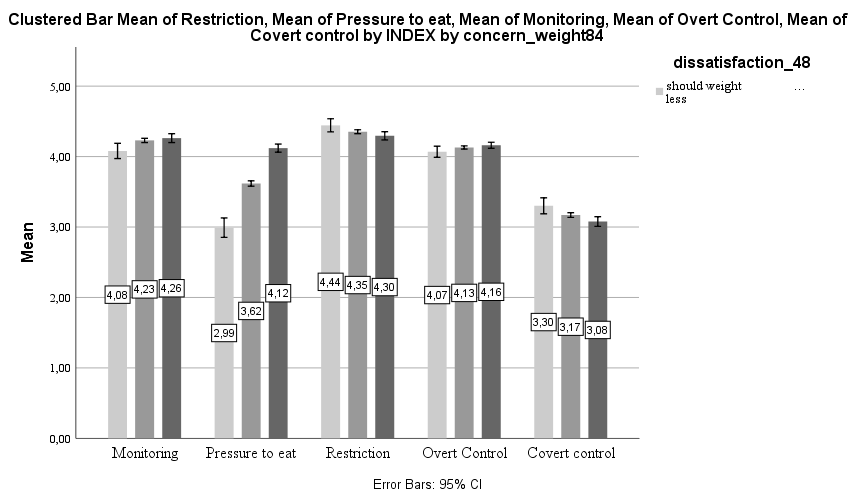 Clustered Bar Mean of Restriction, Mean of Pressure to eat, Mean of Monitoring, Mean of Overt Control, Mean of
Covert control by INDEX by concern_weight84
dissatisfaction_48
should weight ...
less
Mean
5,00
4,00
3,00
2,00
1,00
0,00
4,08 4,23 4,26
2,99 3,62 4,12
4,44 4,35 4,30
4,07 4,13 4,16
3,30 3,17 3,08
Monitoring Pressure to eat Restriction Overt Control Covert control
Error Bars: 95% CI